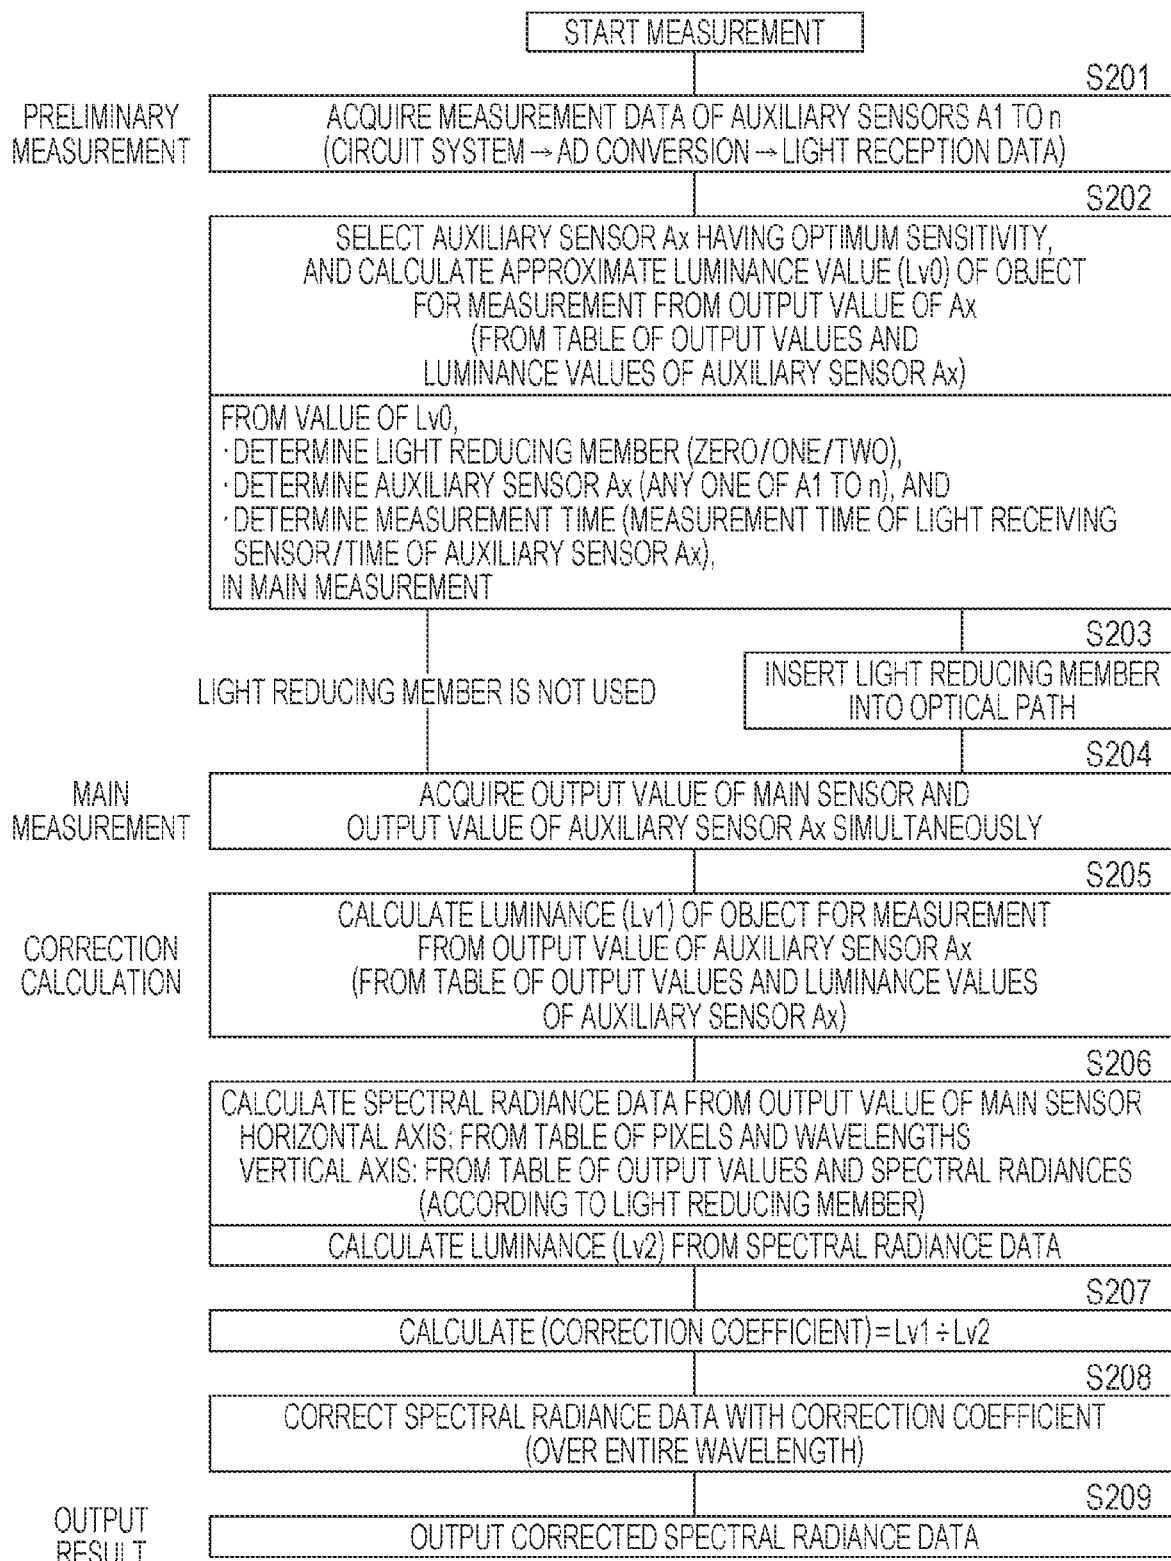 START MEASUREMENT
S201
PRELIMINARY
MEASUREMENT
ACQUIRE MEASUREMENT DATA OF AUXILIARY SENSORS A1 TO n
(CIRCUIT SYSTEM→AD CONVERSION→LIGHT RECEPTION DATA)
S202
SELECT AUXILIARY SENSOR Ax HAVING OPTIMUM SENSITIVITY,
AND CALCULATE APPROXIMATE LUMINANCE VALUE (Lv0) OF OBJECT
FOR MEASUREMENT FROM OUTPUT VALUE OF Ax
(FROM TABLE OF OUTPUT VALUES AND
LUMINANCE VALUES OF AUXILIARY SENSOR Ax)
FROM VALUE OF Lv0,
·DETERMINE LIGHT REDUCING MEMBER (ZERO/ONE/TWO),
·DETERMINE AUXILIARY SENSOR Ax (ANY ONE OF A1 TO n), AND
·DETERMINE MEASUREMENT TIME (MEASUREMENT TIME OF LIGHT RECEIVING
SENSOR/TIME OF AUXILIARY SENSOR Ax),
IN MAIN MEASUREMENT
S203
LIGHT REDUCING MEMBER IS NOT USED
INSERT LIGHT REDUCING MEMBER
INTO OPTICAL PATH
S204
MAIN
MEASUREMENT
ACQUIRE OUTPUT VALUE OF MAIN SENSOR AND
OUTPUT VALUE OF AUXILIARY SENSOR Ax SIMULTANEOUSLY
S205
CORRECTION
CALCULATION
CALCULATE LUMINANCE (Lv1) OF OBJECT FOR MEASUREMENT
FROM OUTPUT VALUE OF AUXILIARY SENSOR Ax
(FROM TABLE OF OUTPUT VALUES AND LUMINANCE VALUES
OF AUXILIARY SENSOR Ax)
S206
CALCULATE SPECTRAL RADIANCE DATA FROM OUTPUT VALUE OF MAIN SENSOR
HORIZONTAL AXIS: FROM TABLE OF PIXELS AND WAVELENGTHS
VERTICAL AXIS: FROM TABLE OF OUTPUT VALUES AND SPECTRAL RADIANCES
(ACCORDING TO LIGHT REDUCING MEMBER)
CALCULATE LUMINANCE (Lv2) FROM SPECTRAL RADIANCE DATA
S207
CALCULATE (CORRECTION COEFFICIENT)=Lv1÷Lv2
S208
CORRECT SPECTRAL RADIANCE DATA WITH CORRECTION COEFFICIENT
(OVER ENTIRE WAVELENGTH)
S209
OUTPUT
RESULT
OUTPUT CORRECTED SPECTRAL RADIANCE DATA